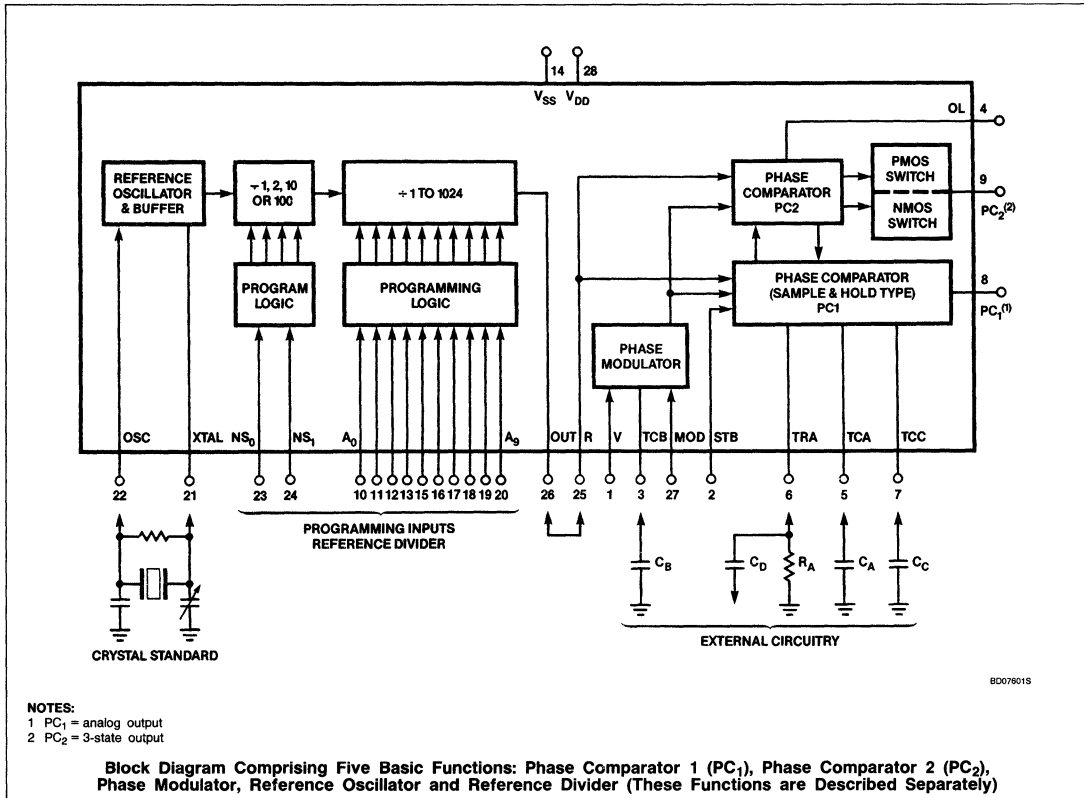 14 28
VSS VDD
OL 4
REFERENCE OSCILLATOR & BUFFER
÷ 1, 2, 10 OR 100
÷ 1 TO 1024
PHASE COMPARATOR PC2
PMOS SWITCH
NMOS SWITCH
9
PC2(2)
PROGRAM LOGIC
PROGRAMMING LOGIC
PHASE COMPARATOR (SAMPLE & HOLD TYPE) PC1
8
PC1(1)
PHASE MODULATOR
OSC XTAL NS0 NS1 A0 A9 OUT R V TCB MOD STB TRA TCA TCC
22 21 23 24 10 11 12 13 15 16 17 18 19 20 26 25 1 3 27 2 6 5 7
PROGRAMMING INPUTS
REFERENCE DIVIDER
CB CD RA CA CC
EXTERNAL CIRCUITRY
CRYSTAL STANDARD
BD07601S
NOTES:
1 PC1 = analog output
2 PC2 = 3-state output
Block Diagram Comprising Five Basic Functions: Phase Comparator 1 (PC1), Phase Comparator 2 (PC2),
Phase Modulator, Reference Oscillator and Reference Divider (These Functions are Described Separately)